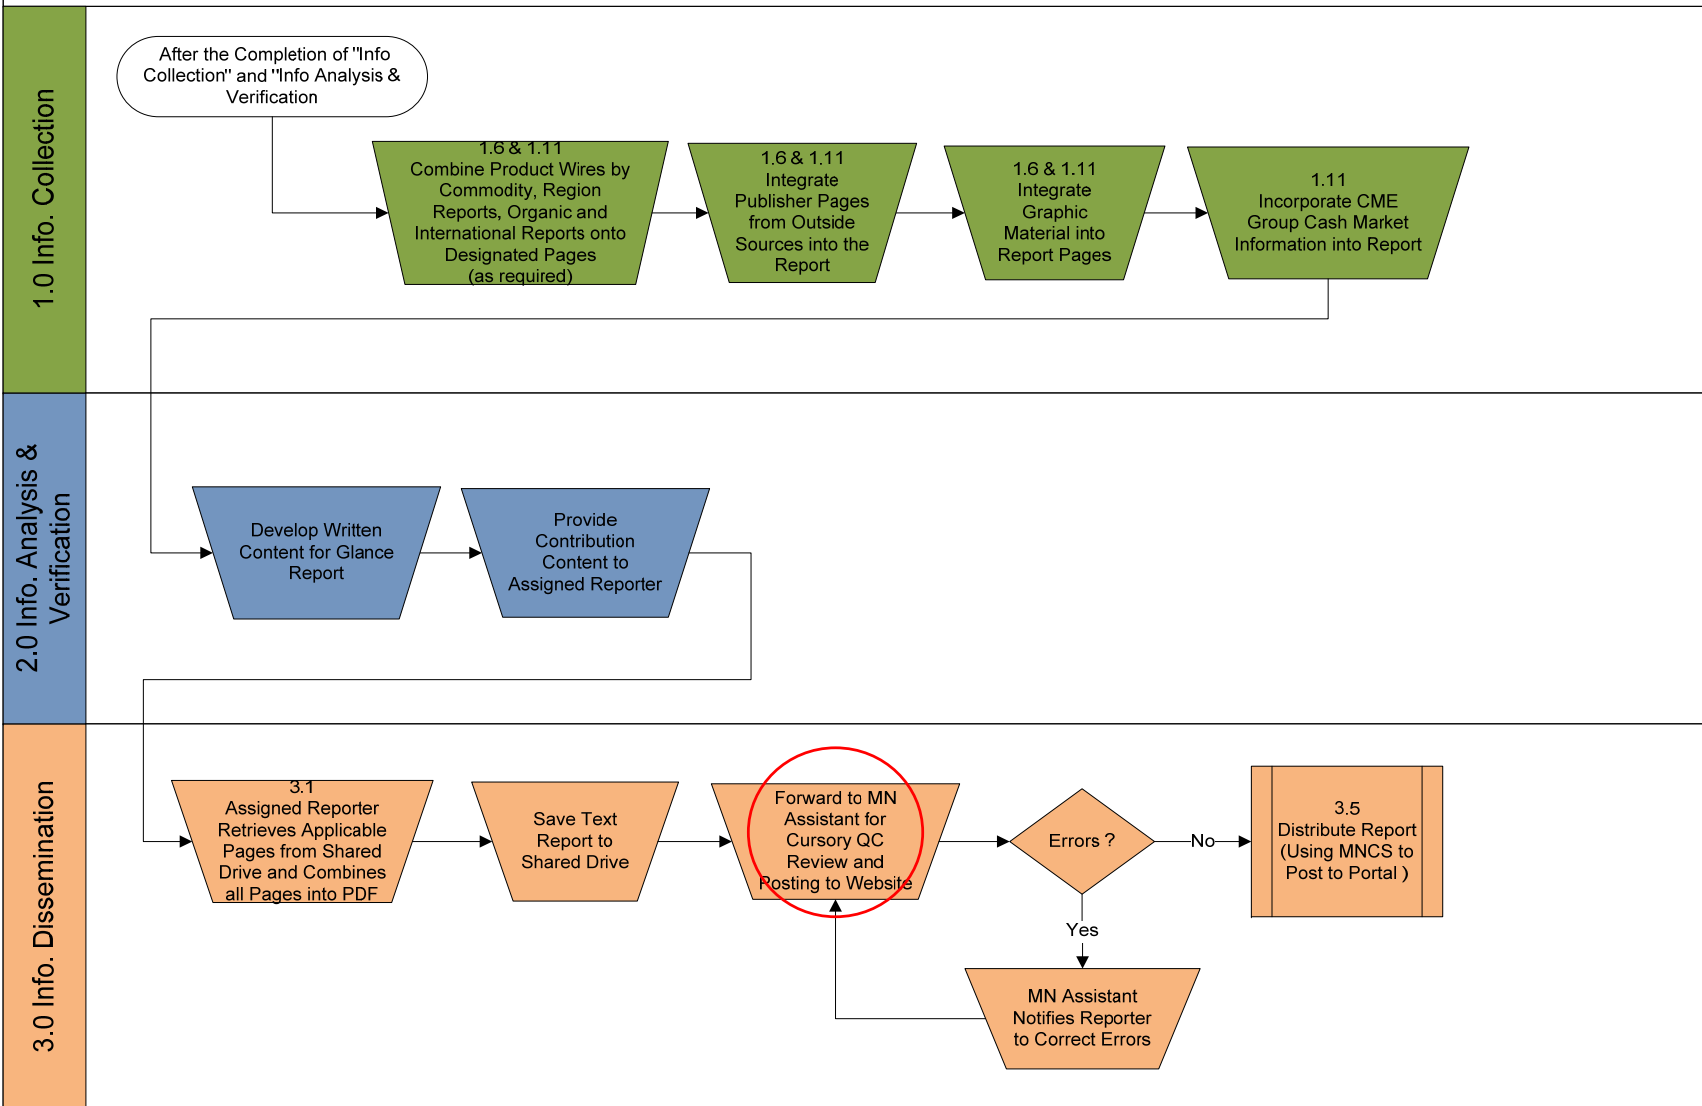 1.0 Info. Collection
After the Completion of "Info
Collection" and "Info Analysis &
Verification
1.6 & 1.11
Combine Product Wires by
Commodity, Region
Reports, Organic and
International Reports onto
Designated Pages
(as required)
1.6 & 1.11
Integrate
Publisher Pages
from Outside
Sources into the
Report
1.6 & 1.11
Integrate
Graphic
Material into
Report Pages
1.11
Incorporate CME
Group Cash Market
Information into Report
2.0 Info. Analysis &
Verification
Develop Written
Content for Glance
Report
Provide
Contribution
Content to
Assigned Reporter
3.0 Info. Dissemination
3.1
Assigned Reporter
Retrieves Applicable
Pages from Shared
Drive and Combines
all Pages into PDF
Save Text
Report to
Shared Drive
Forward to MN
Assistant for
Cursory QC
Review and
Posting to Website
Errors ?
No
3.5
Distribute Report
(Using MNCS to
Post to Portal )
Yes
MN Assistant
Notifies Reporter
to Correct Errors